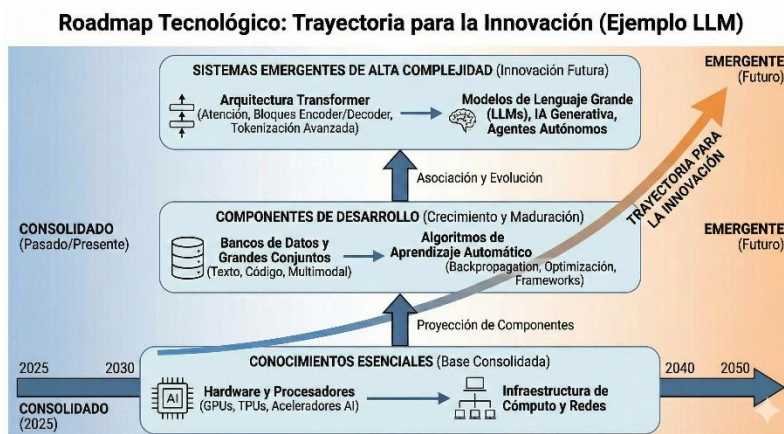 Roadmap Tecnológico: Trayectoria para la Innovación (Ejemplo LLM)
SISTEMAS EMERGENTES DE ALTA COMPLEJIDAD (Innovación Futura)
Arquitectura Transformer
(Atención, Bloques Encoder/Decoder,
Tokenización Avanzada)
Modelos de Lenguaje Grande
(LLMs), IA Generativa,
Agentes Autónomos
EMERGENTE
(Futuro)
TRAYECTORIA PARA
LA INNOVACIÓN
Asociación y Evolución
CONSOLIDADO
(Pasado/Presente)
COMPONENTES DE DESARROLLO (Crecimiento y Maduración)
Bancos de Datos y
Grandes Conjuntos
(Texto, Código, Multimodal)
Algoritmos de
Aprendizaje Automático
(Backpropagation, Optimización,
Frameworks)
EMERGENTE
(Futuro)
Proyección de Componentes
2025
2030
2040
2050
CONOCIMIENTOS ESENCIALES (Base Consolidada)
AI
Hardware y Procesadores
(GPUs, TPUs, Aceleradores AI)
Infraestructura de
Cómputo y Redes
CONSOLIDADO
(2025)